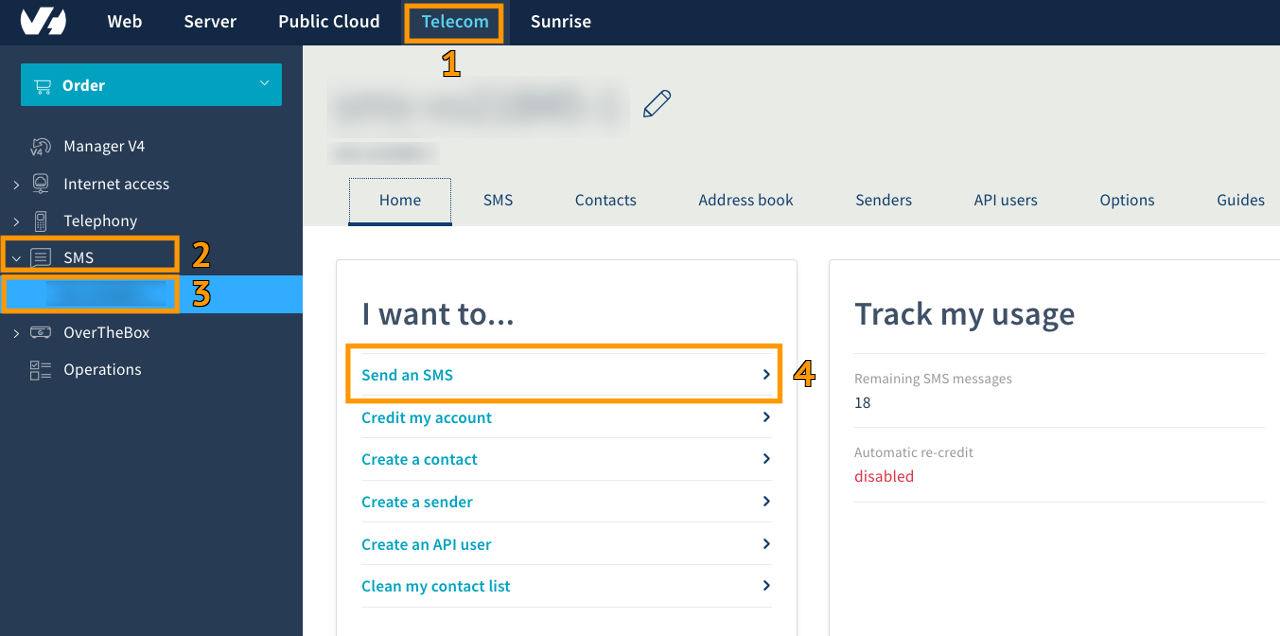 Web Server Public Cloud Telecom Sunrise
1
Order
Manager V4
Internet access
Telephony
SMS 2
3
OverTheBox
Operations
Home SMS Contacts Address book Senders API users Options Guides
I want to...
Send an SMS 4
Credit my account
Create a contact
Create a sender
Create an API user
Clean my contact list
Track my usage
Remaining SMS messages
18
Automatic re-credit
disabled